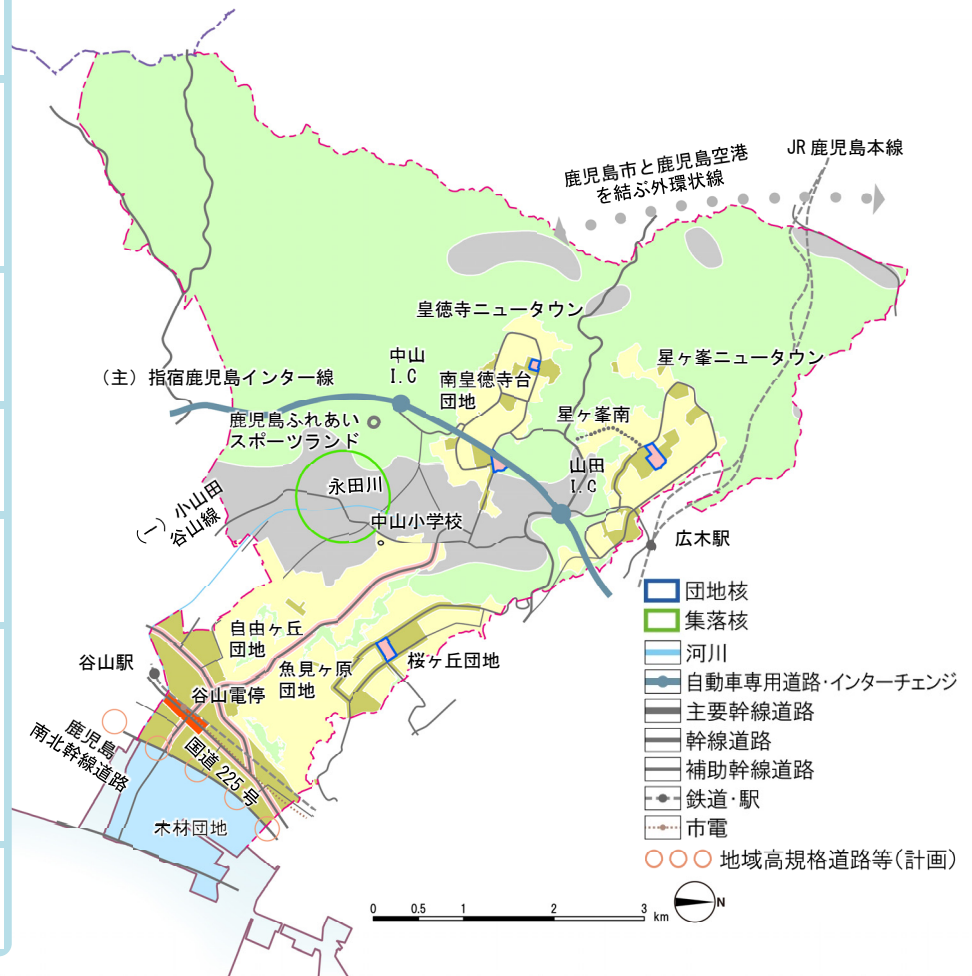 JR鹿児島本線
鹿児島市と鹿児島空港
を結ぶ外環状線
皇徳寺ニュータウン
中山
I.C
星ヶ峯ニュータウン
(主)指宿鹿児島インター線
南皇徳寺台
団地
鹿児島ふれあい
スポーツランド
星ヶ峯南
山田
I.C
永田川
(一)小山田
谷山線
中山小学校
広木駅
自由ヶ丘
団地
谷山駅
魚見ヶ原
団地
桜ヶ丘団地
谷山電停
鹿児島
南北幹線道路
国道225号
木材団地
団地核
集落核
河川
自動車専用道路・インターチェンジ
主要幹線道路
幹線道路
補助幹線道路
鉄道・駅
市電
地域高規格道路等(計画)
0 0.5 1 2 3 km
N